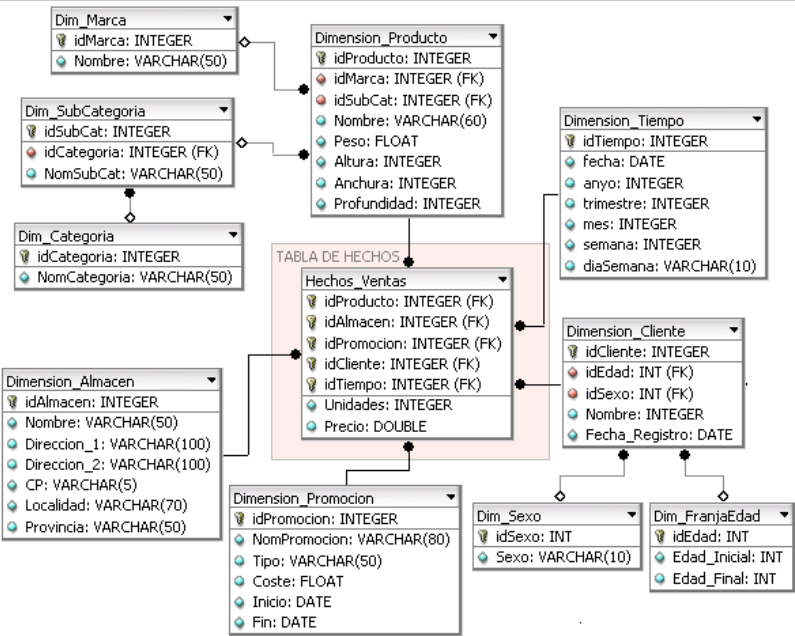 Dim_Marca
idMarca: INTEGER
Nombre: VARCHAR(50)
Dimension_Producto
idProducto: INTEGER
idMarca: INTEGER (FK)
idSubCat: INTEGER (FK)
Nombre: VARCHAR(60)
Peso: FLOAT
Altura: INTEGER
Anchura: INTEGER
Profundidad: INTEGER
Dim_SubCategoria
idSubCat: INTEGER
idCategoria: INTEGER (FK)
NomSubCat: VARCHAR(50)
Dimension_Tiempo
idTiempo: INTEGER
fecha: DATE
anyo: INTEGER
trimestre: INTEGER
mes: INTEGER
semana: INTEGER
diaSemana: VARCHAR(10)
Dim_Categoria
idCategoria: INTEGER
NomCategoria: VARCHAR(50)
TABLA DE HECHOS
Hechos_Ventas
idProducto: INTEGER (FK)
idAlmacen: INTEGER (FK)
idPromocion: INTEGER (FK)
idCliente: INTEGER (FK)
idTiempo: INTEGER (FK)
Unidades: INTEGER
Precio: DOUBLE
Dimension_Cliente
idCliente: INTEGER
idEdad: INT (FK)
idSexo: INT (FK)
Nombre: INTEGER
Fecha_Registro: DATE
Dimension_Almacen
idAlmacen: INTEGER
Nombre: VARCHAR(50)
Direccion_1: VARCHAR(100)
Direccion_2: VARCHAR(100)
CP: VARCHAR(5)
Localidad: VARCHAR(70)
Provincia: VARCHAR(50)
Dimension_Promocion
idPromocion: INTEGER
NomPromocion: VARCHAR(80)
Tipo: VARCHAR(50)
Coste: FLOAT
Inicio: DATE
Fin: DATE
Dim_Sexo
idSexo: INT
Sexo: VARCHAR(10)
Dim_FranjaEdad
idEdad: INT
Edad_Inicial: INT
Edad_Final: INT